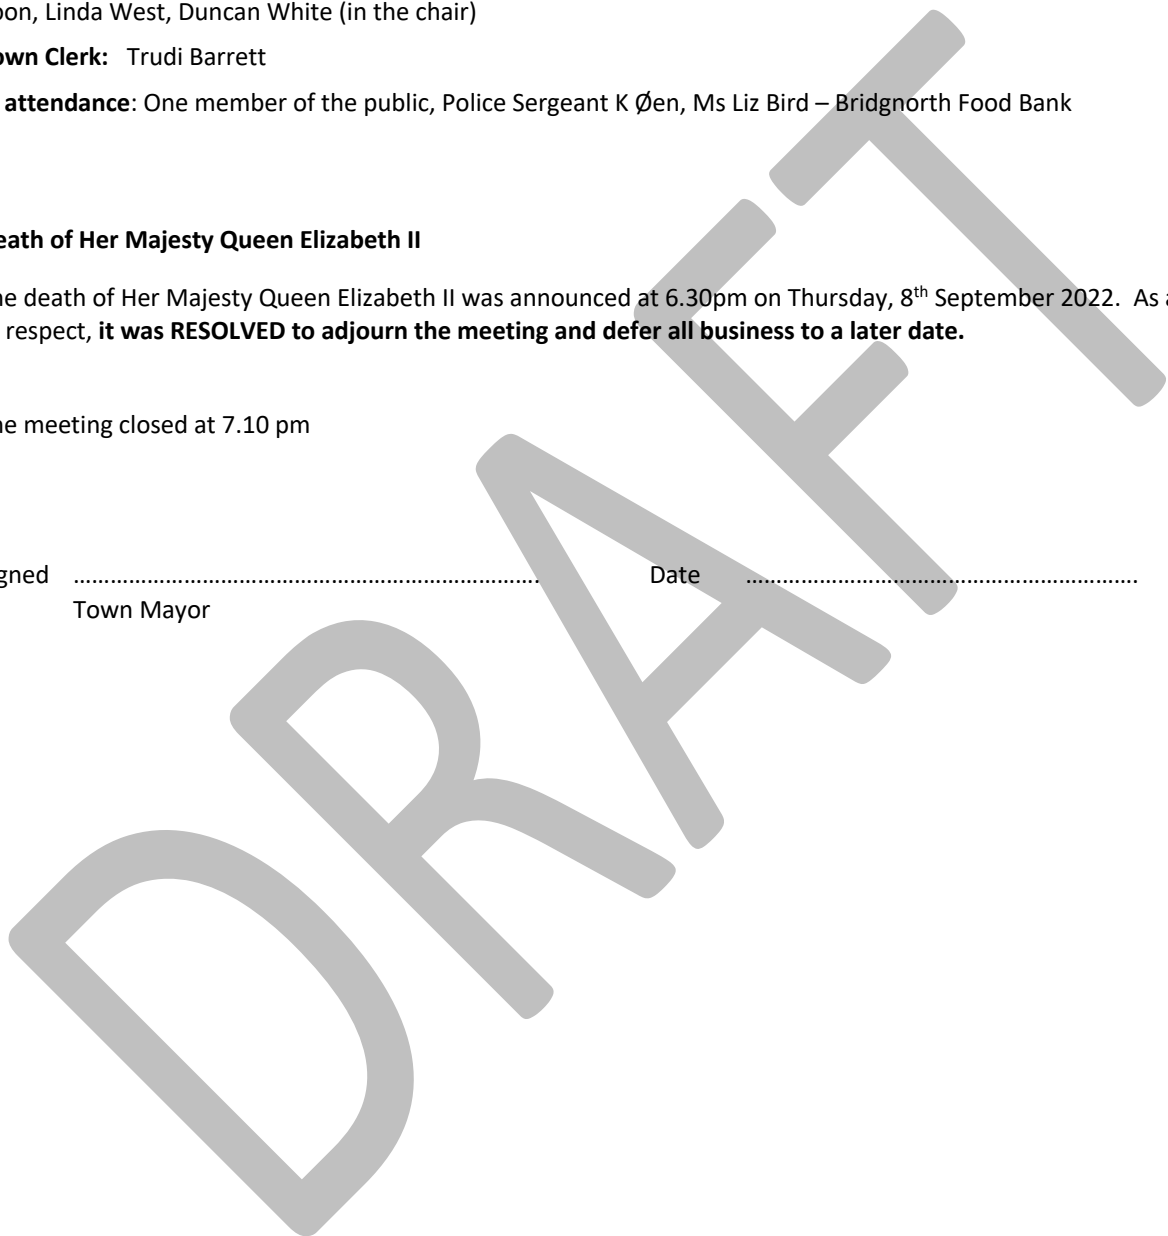 oon, Linda West, Duncan White (in the chair)
own Clerk: Trudi Barrett
attendance: One member of the public, Police Sergeant K Øen, Ms Liz Bird – Bridgnorth Food Bank
eath of Her Majesty Queen Elizabeth II
he death of Her Majesty Queen Elizabeth II was announced at 6.30pm on Thursday, 8th September 2022. As a
respect, it was RESOLVED to adjourn the meeting and defer all business to a later date.
he meeting closed at 7.10 pm
gned ………………………………………………………………….. Date ……………………………………………………….
Town Mayor
DRAFT